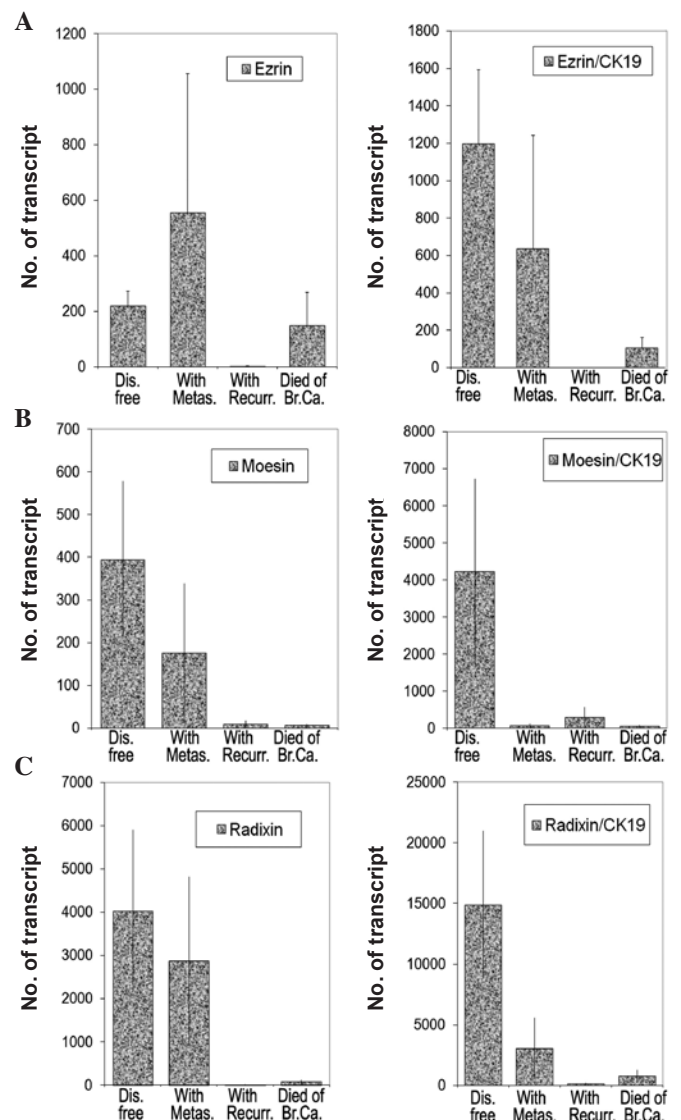 A
1200
1000
800
600
400
200
0
No. of transcript
Ezrin
Dis. free
With Metas.
With Recurr.
Died of Br.Ca.
1800
1600
1400
1200
1000
800
600
400
200
0
No. of transcript
Ezrin/CK19
Dis. free
With Metas.
With Recurr.
Died of Br.Ca.
B
700
600
500
400
300
200
100
0
No. of transcript
Moesin
Dis. free
With Metas.
With Recurr.
Died of Br.Ca.
8000
7000
6000
5000
4000
3000
2000
1000
0
No. of transcript
Moesin/CK19
Dis. free
With Metas.
With Recurr.
Died of Br.Ca.
C
7000
6000
5000
4000
3000
2000
1000
0
No. of transcript
Radixin
Dis. free
With Metas.
With Recurr.
Died of Br.Ca.
25000
20000
15000
10000
5000
0
No. of transcript
Radixin/CK19
Dis. free
With Metas.
With Recurr.
Died of Br.Ca.